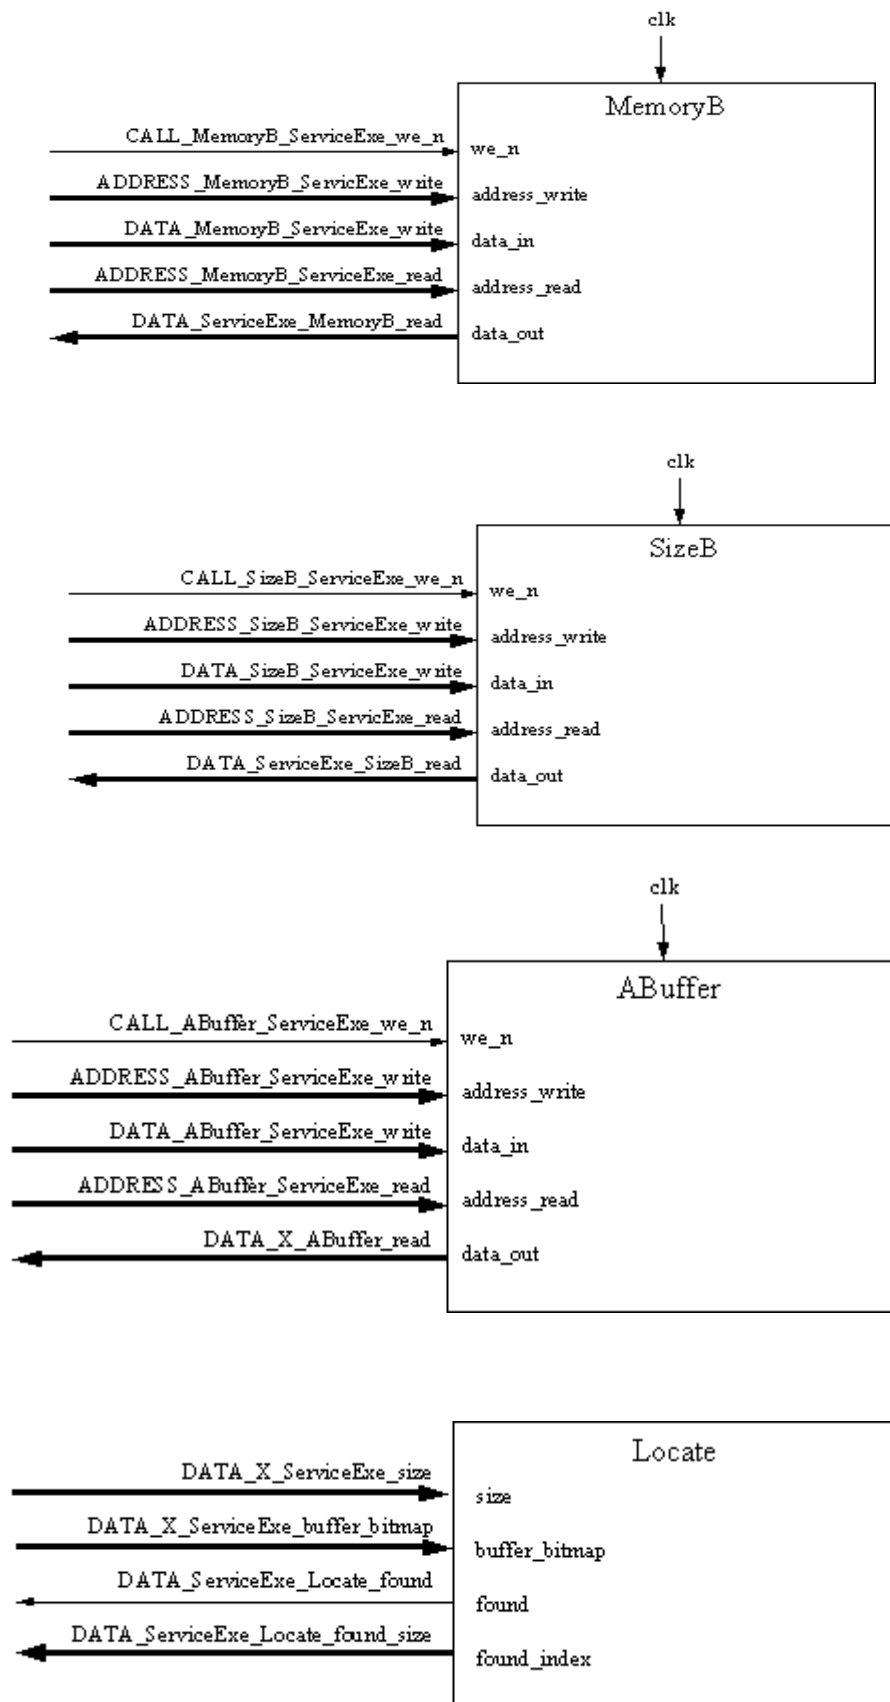 clk
MemoryB
CALL_MemoryB_ServiceExe_we_n
we_n
ADDRESS_MemoryB_ServicExe_write
address_write
DATA_MemoryB_ServiceExe_write
data_in
ADDRESS_MemoryB_ServiceExe_read
address_read
DATA_ServiceExe_MemoryB_read
data_out
clk
SizeB
CALL_SizeB_ServiceExe_we_n
we_n
ADDRESS_SizeB_ServiceExe_write
address_write
DATA_SizeB_ServiceExe_write
data_in
ADDRESS_SizeB_ServicExe_read
address_read
DATA_ServiceExe_SizeB_read
data_out
clk
ABuffer
CALL_ABuffer_ServiceExe_we_n
we_n
ADDRESS_ABuffer_ServiceExe_write
address_write
DATA_ABuffer_ServiceExe_write
data_in
ADDRESS_ABuffer_ServiceExe_read
address_read
DATA_X_ABuffer_read
data_out
Locate
DATA_X_ServiceExe_size
size
DATA_X_ServiceExe_buffer_bitmap
buffer_bitmap
DATA_ServiceExe_Locate_found
found
DATA_ServiceExe_Locate_found_size
found_index